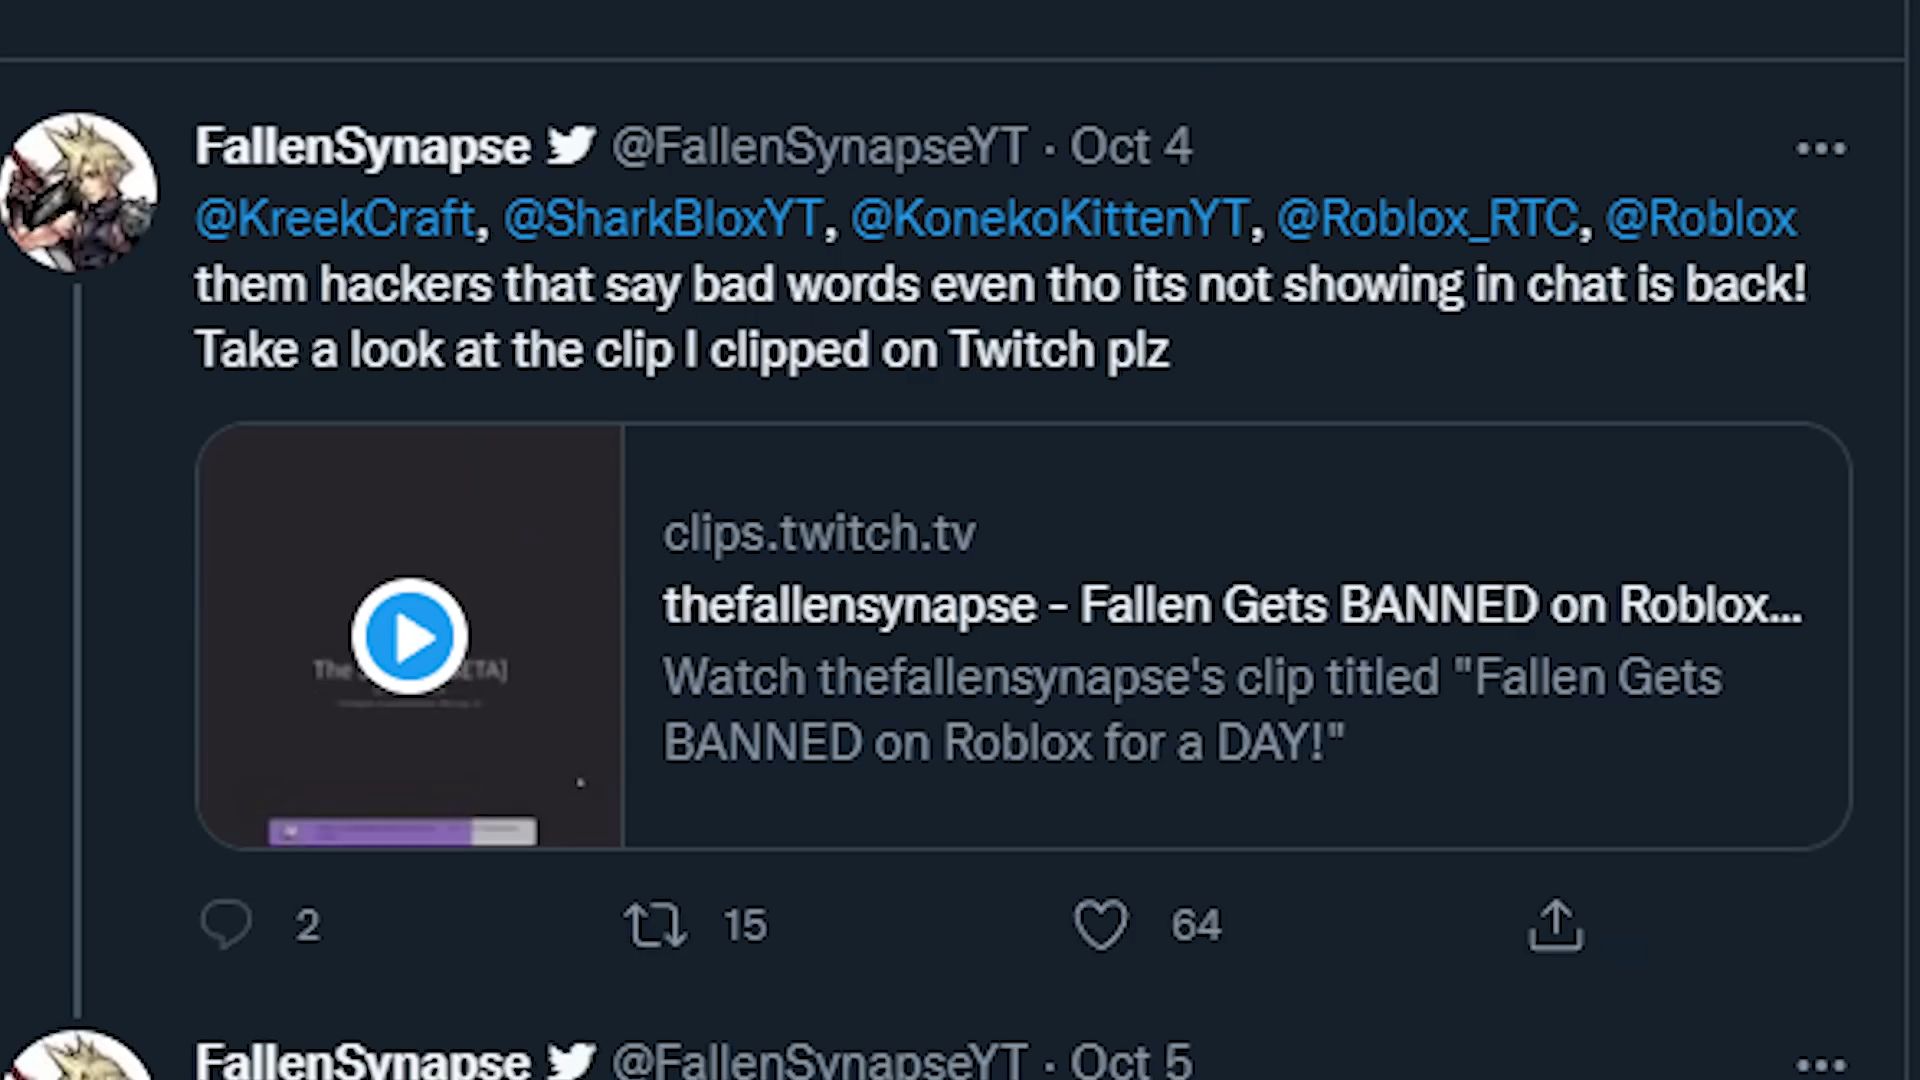 FallenSynapse @FallenSynapseYT · Oct 4
@KreekCraft, @SharkBloxYT, @KonekoKittenYT, @Roblox_RTC, @Roblox
them hackers that say bad words even tho its not showing in chat is back!
Take a look at the clip I clipped on Twitch plz
clips.twitch.tv
thefallensynapse - Fallen Gets BANNED on Roblox...
Watch thefallensynapse's clip titled "Fallen Gets
BANNED on Roblox for a DAY!"
The
2 15 64
FallenSynapse @FallenSynapseYT · Oct 5